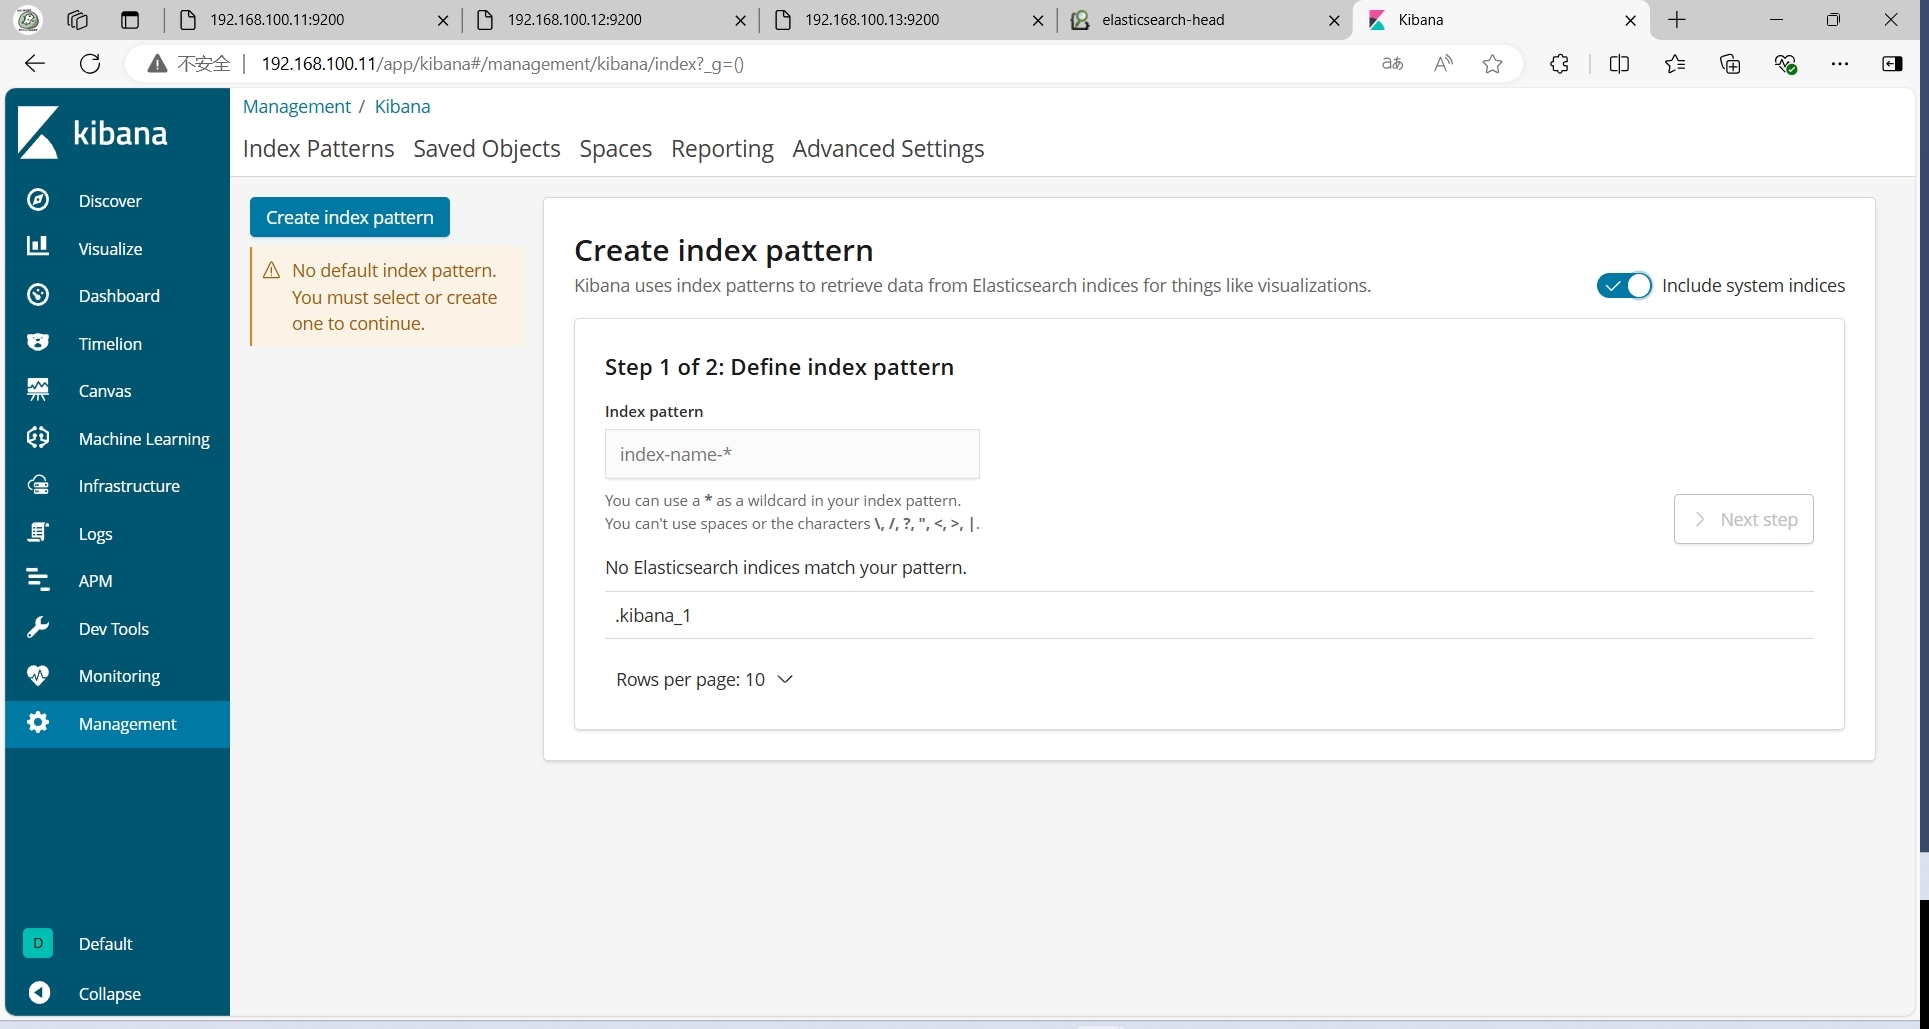 192.168.100.11:9200
192.168.100.12:9200
192.168.100.13:9200
elasticsearch-head
Kibana
不安全
192.168.100.11/app/kibana#/management/kibana/index?_g=()
aあ
A
kibana
Discover
Visualize
Dashboard
Timelion
Canvas
Machine Learning
Infrastructure
Logs
APM
Dev Tools
Monitoring
Management
D
Default
Collapse
Management / Kibana
Index Patterns Saved Objects Spaces Reporting Advanced Settings
Create index pattern
No default index pattern.
You must select or create
one to continue.
Create index pattern
Kibana uses index patterns to retrieve data from Elasticsearch indices for things like visualizations.
Include system indices
Step 1 of 2: Define index pattern
Index pattern
index-name-*
You can use a * as a wildcard in your index pattern.
You can't use spaces or the characters \, /, ?, ", <, >, |.
Next step
No Elasticsearch indices match your pattern.
.kibana_1
Rows per page: 10